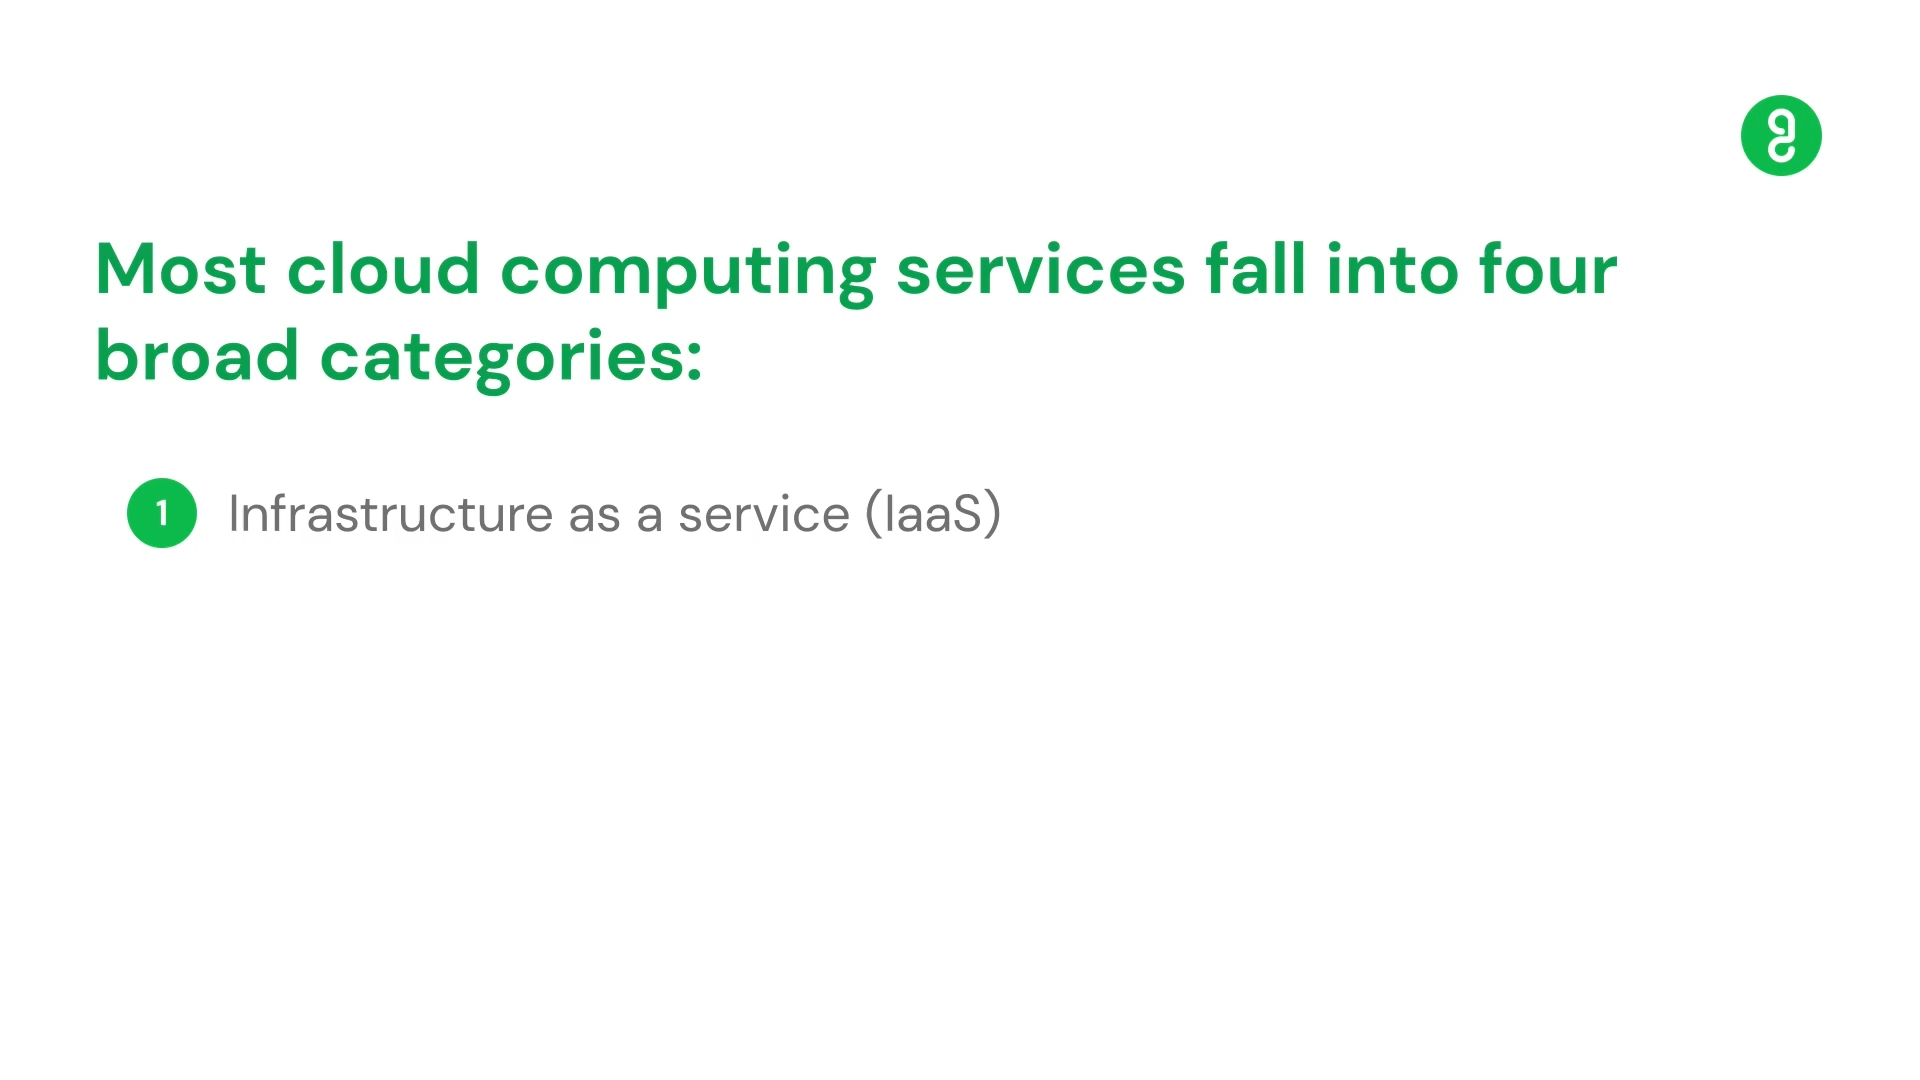 Most cloud computing services fall into four
broad categories:
1 Infrastructure as a service (IaaS)